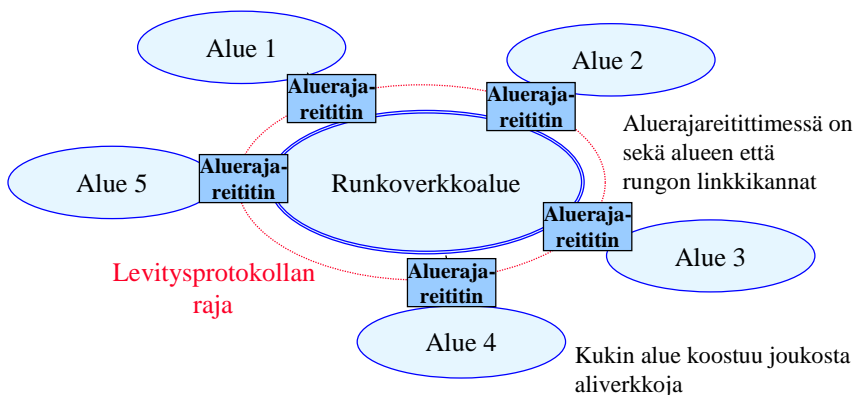 Alue 1
Alue 2
Alueraja-
reititin
Alueraja-
reititin
Aluerajareitittimessä on
sekä alueen että
rungon linkkikannat
Alue 5
Alueraja-
reititin
Runkoverkkoalue
Alueraja-
reititin
Alue 3
Levitysprotokollan
raja
Alueraja-
reititin
Alue 4
Kukin alue koostuu joukosta
aliverkkoja